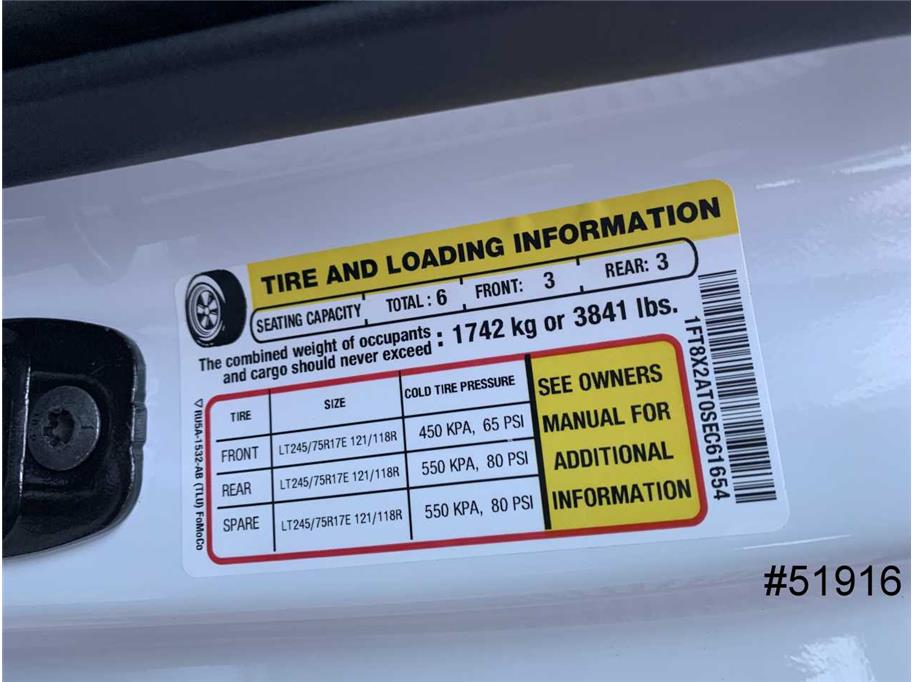 TIRE AND LOADING INFORMATION
SEATING CAPACITY TOTAL : 6 FRONT: 3 REAR: 3
The combined weight of occupants
and cargo should never exceed : 1742 kg or 3841 lbs.
TIRE SIZE COLD TIRE PRESSURE
FRONT LT245/75R17E 121/118R 450 KPA, 65 PSI
REAR LT245/75R17E 121/118R 550 KPA, 80 PSI
SPARE LT245/75R17E 121/118R 550 KPA, 80 PSI
SEE OWNERS
MANUAL FOR
ADDITIONAL
INFORMATION
1FT8X2AT0SEC61654
▽ RU5A-1532-AB (TLU) FoMoCo
#51916